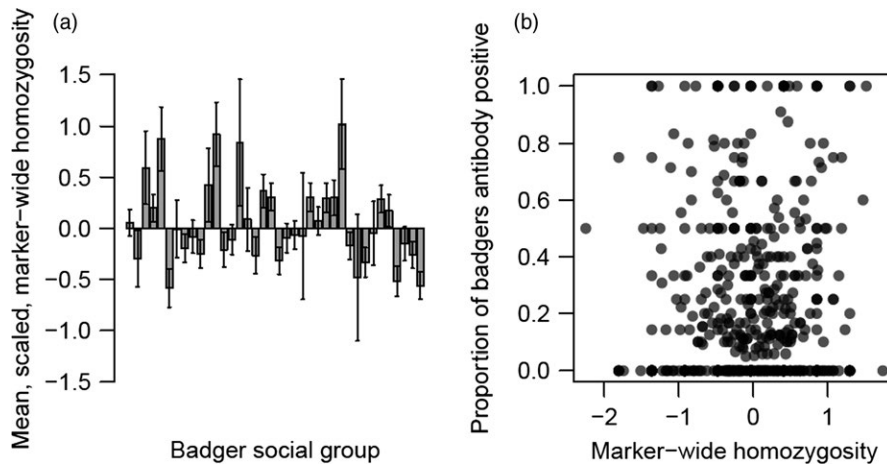 (a)
Mean, scaled, marker−wide homozygosity
1.5
1.0
0.5
0.0
−0.5
−1.0
−1.5
Badger social group
(b)
Proportion of badgers antibody positive
1.0
0.8
0.6
0.4
0.2
0.0
−2 −1 0 1
Marker−wide homozygosity